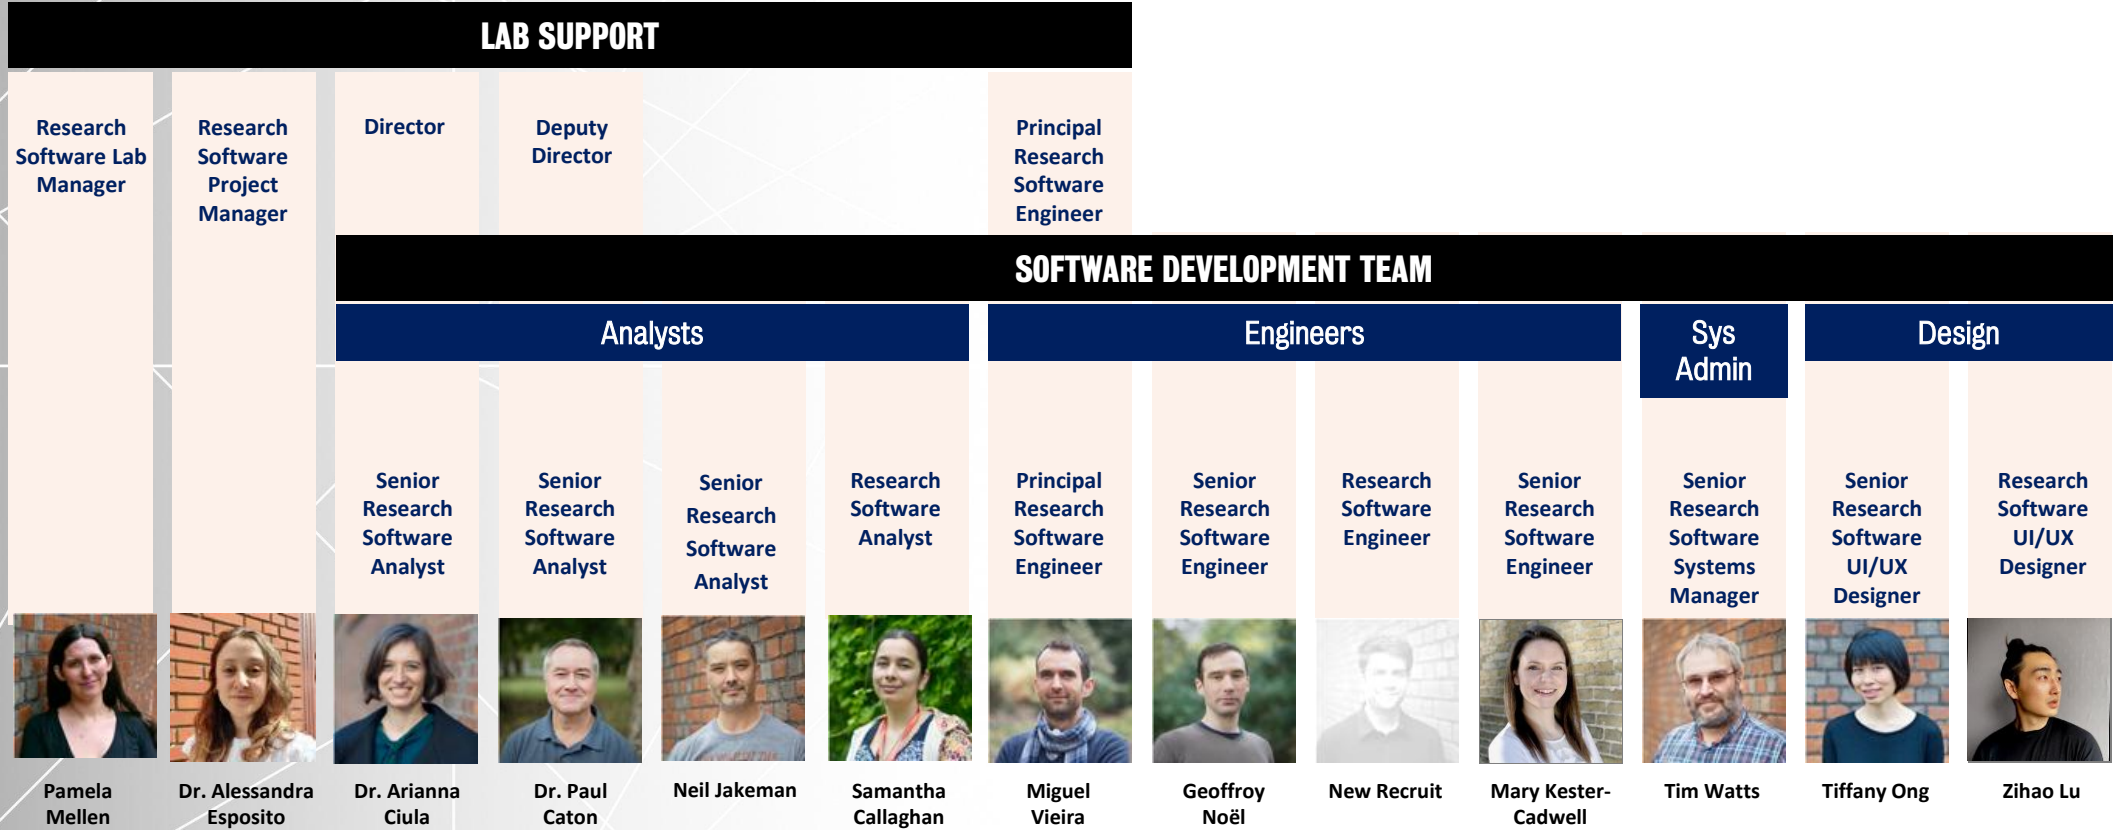 LAB SUPPORT
Research
Software Lab
Manager
Research
Software
Project
Manager
Director
Deputy
Director
Principal
Research
Software
Engineer
SOFTWARE DEVELOPMENT TEAM
Analysts
Engineers
Sys
Admin
Design
Senior
Research
Software
Analyst
Senior
Research
Software
Analyst
Senior
Research
Software
Analyst
Research
Software
Analyst
Principal
Research
Software
Engineer
Senior
Research
Software
Engineer
Research
Software
Engineer
Senior
Research
Software
Engineer
Senior
Research
Software
Systems
Manager
Senior
Research
Software
UI/UX
Designer
Research
Software
UI/UX
Designer
Pamela
Mellen
Dr. Alessandra
Esposito
Dr. Arianna
Ciula
Dr. Paul
Caton
Neil Jakeman
Samantha
Callaghan
Miguel
Vieira
Geoffroy
Noël
New Recruit
Mary Kester-
Cadwell
Tim Watts
Tiffany Ong
Zihao Lu